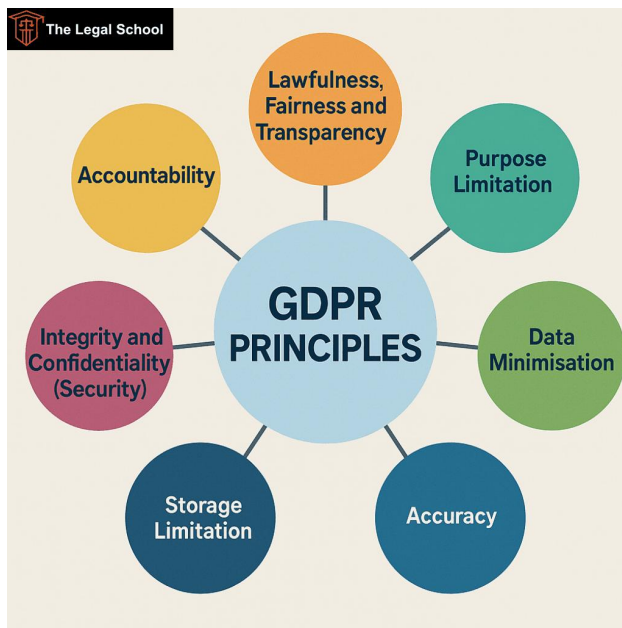 The Legal School
Lawfulness,
Fairness and
Transparency
Purpose
Limitation
Data
Minimisation
Accuracy
Storage
Limitation
Integrity and
Confidentiality
(Security)
Accountability
GDPR
PRINCIPLES